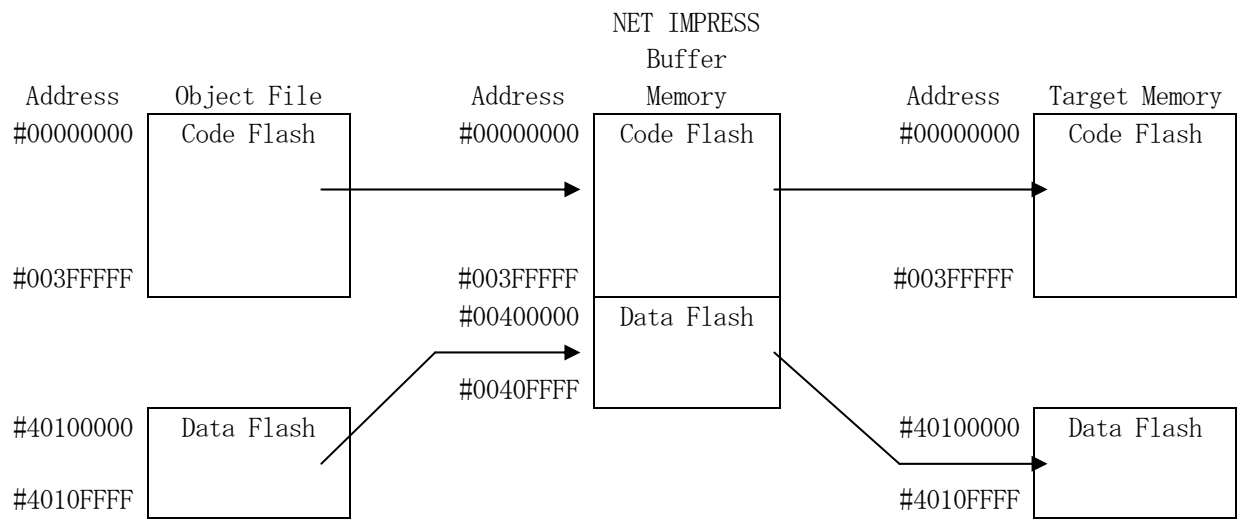 NET IMPRESS
Buffer
Address Object File Address Memory Address Target Memory
#00000000 Code Flash #00000000 Code Flash #00000000 Code Flash
#003FFFFF #003FFFFF #003FFFFF
#00400000 Data Flash
#0040FFFF
#40100000 Data Flash #40100000 Data Flash
#4010FFFF #4010FFFF